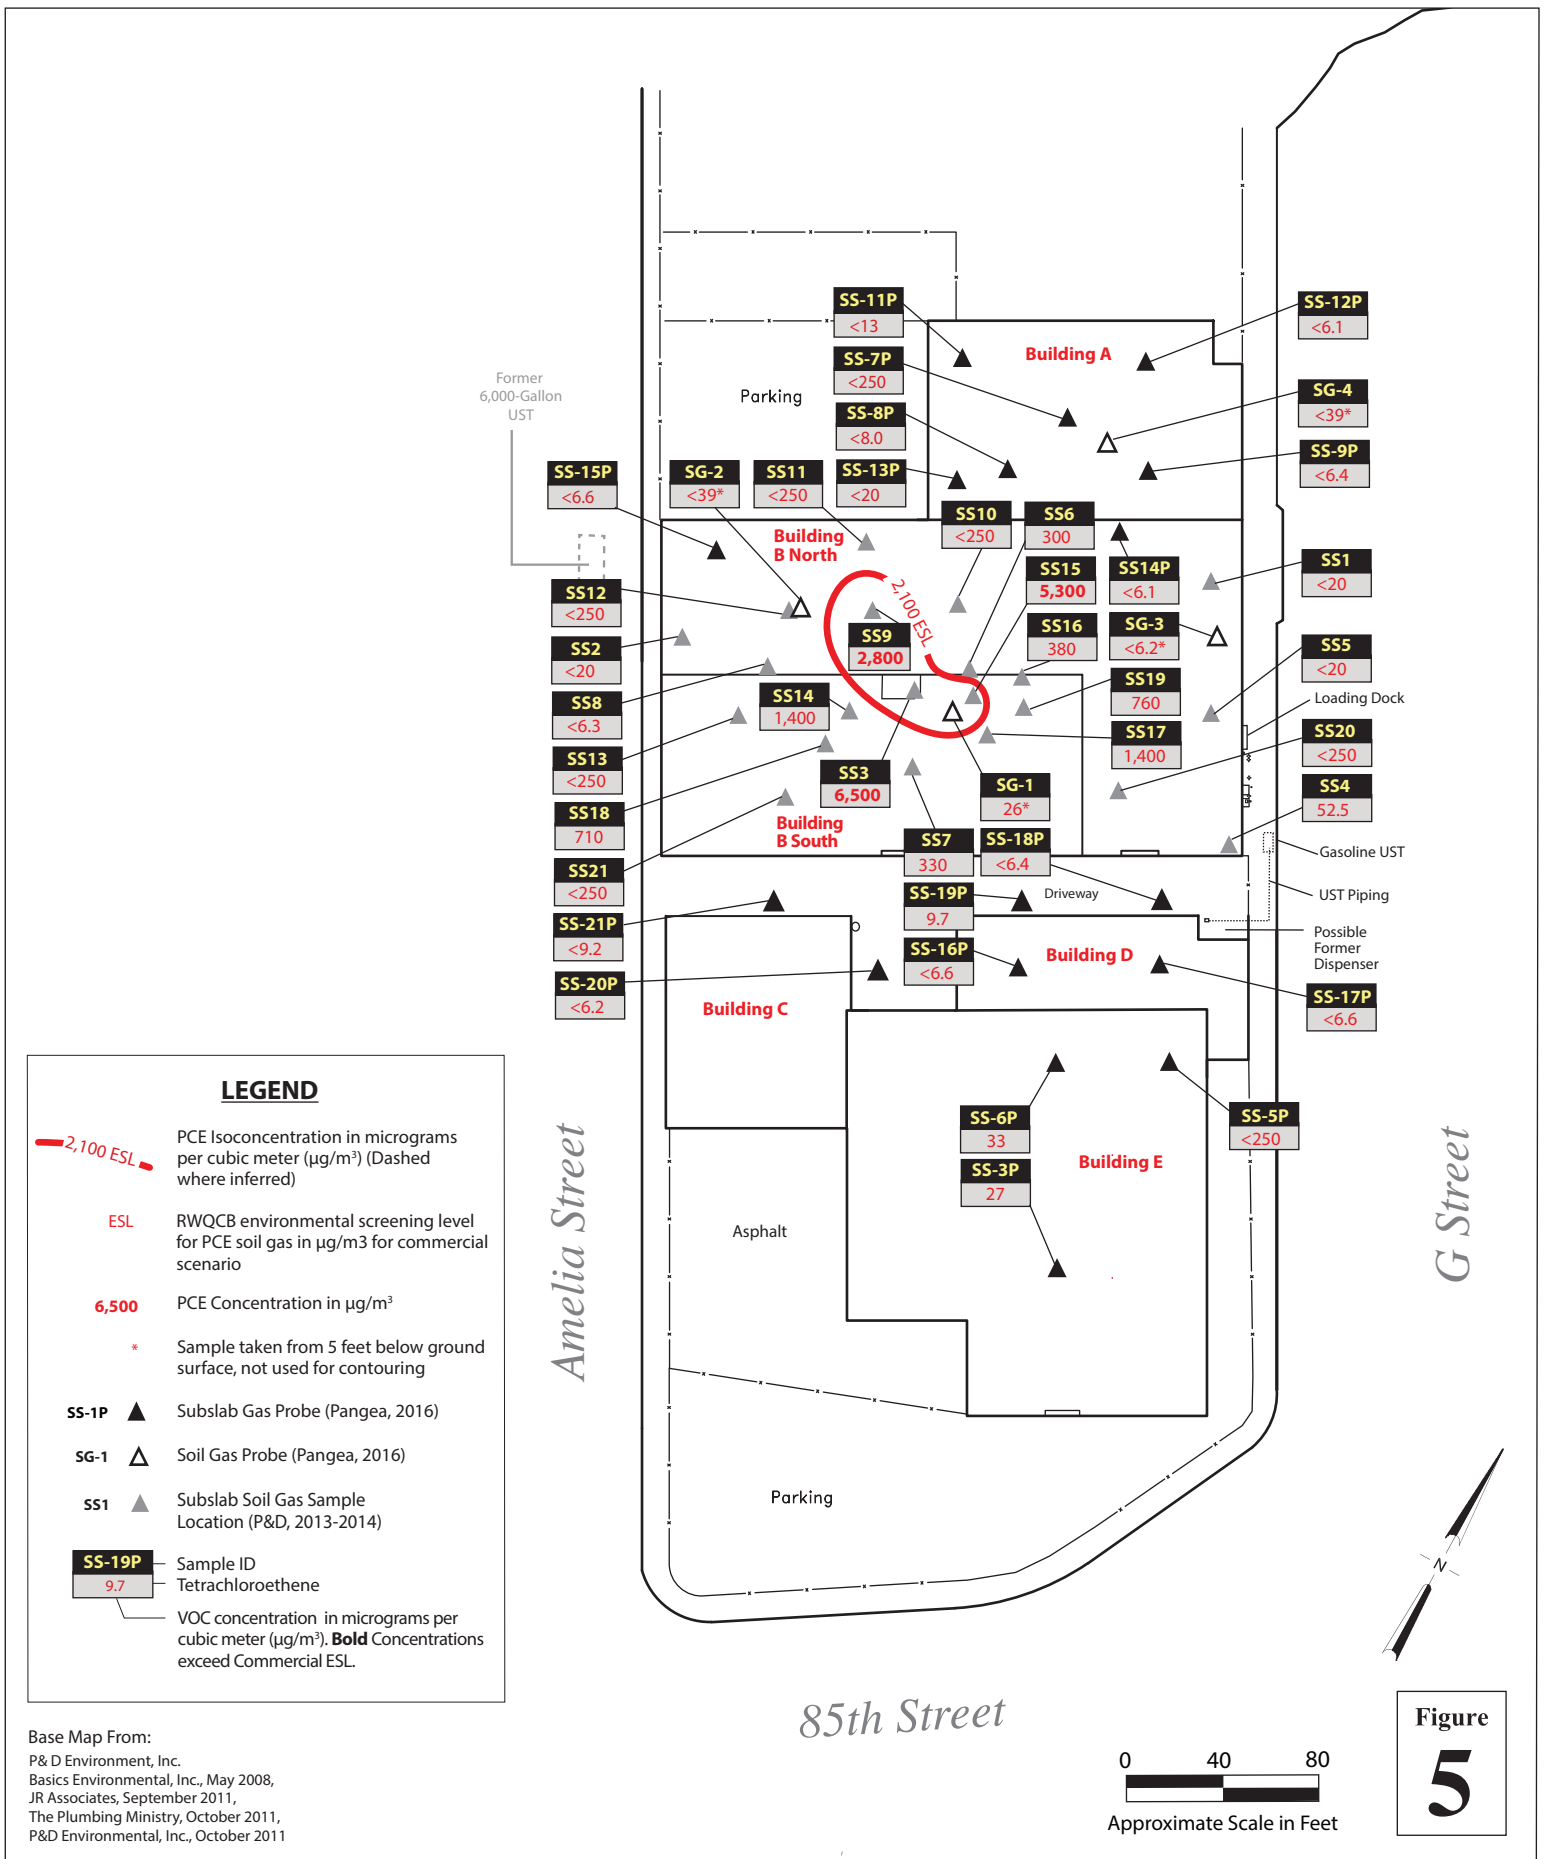 SS-11P
<13
SS-12P
<6.1
Building A
SS-7P
<250
Former
6,000-Gallon
UST
Parking
SG-4
<39*
SS-8P
<8.0
SS-9P
<6.4
SS-15P
<6.6
SG-2
<39*
SS11
<250
SS-13P
<20
SS10
<250
SS6
300
Building
B North
SS15
5,300
SS14P
<6.1
SS1
<20
SS12
<250
2,100 ESL
SS9
2,800
SS16
380
SG-3
<6.2*
SS2
<20
SS5
<20
SS8
<6.3
SS14
1,400
SS19
760
Loading Dock
SS13
<250
SS17
1,400
SS20
<250
SS3
6,500
SG-1
26*
SS4
52.5
SS18
710
Building
B South
SS7
330
SS-18P
<6.4
Gasoline UST
SS21
<250
SS-19P
9.7
Driveway
UST Piping
SS-21P
<9.2
SS-16P
<6.6
Building D
Possible
Former
Dispenser
SS-20P
<6.2
Building C
SS-17P
<6.6
SS-6P
33
SS-5P
<250
SS-3P
27
Building E
Asphalt
Amelia Street
G Street
Parking
N
85th Street
LEGEND
2,100 ESL
PCE Isoconcentration in micrograms
per cubic meter (µg/m³) (Dashed
where inferred)
ESL
RWQCB environmental screening level
for PCE soil gas in µg/m3 for commercial
scenario
6,500
PCE Concentration in µg/m³
*
Sample taken from 5 feet below ground
surface, not used for contouring
SS-1P
Subslab Gas Probe (Pangea, 2016)
SG-1
Soil Gas Probe (Pangea, 2016)
SS1
Subslab Soil Gas Sample
Location (P&D, 2013-2014)
SS-19P
Sample ID
9.7
Tetrachloroethene
VOC concentration in micrograms per
cubic meter (µg/m³). Bold Concentrations
exceed Commercial ESL.
Base Map From:
P& D Environment, Inc.
Basics Environmental, Inc., May 2008,
JR Associates, September 2011,
The Plumbing Ministry, October 2011,
P&D Environmental, Inc., October 2011
0 40 80
Approximate Scale in Feet
Figure
5